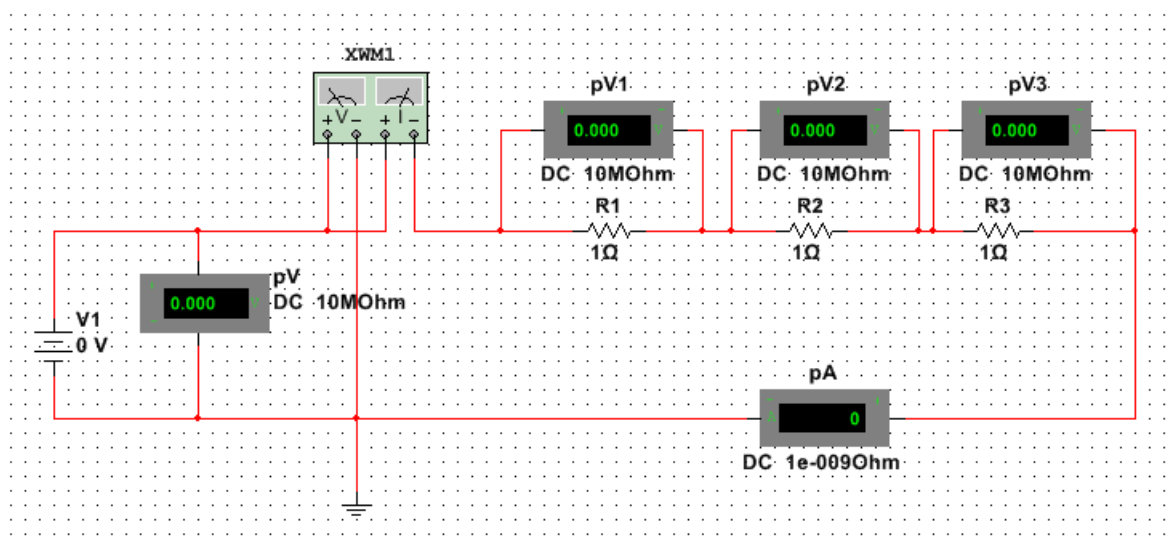 XWM1
V I
+ - + -
pV1
0.000 V
DC 10MOhm
R1
1Ω
pV2
0.000 V
DC 10MOhm
R2
1Ω
pV3
0.000 V
DC 10MOhm
R3
1Ω
pV
0.000 V
DC 10MOhm
V1
0 V
pA
A 0
DC 1e-009Ohm